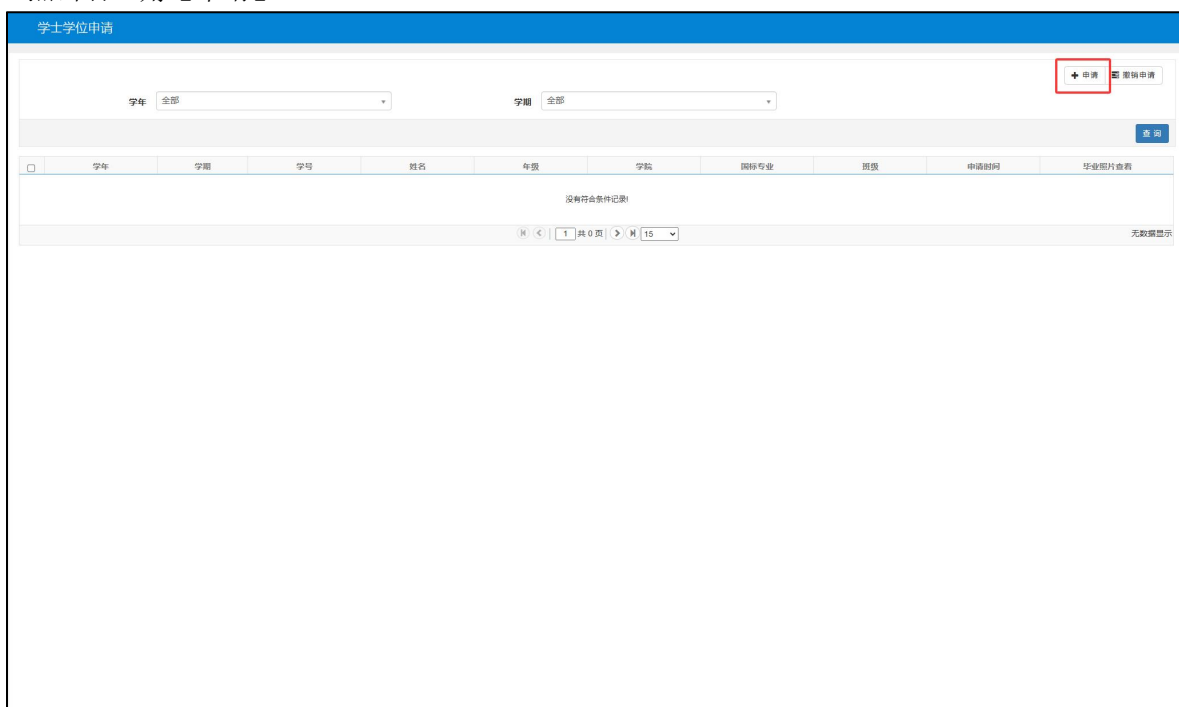 学士学位申请
申请 撤销申请
学年 全部 学期 全部
查 询
学年 学期 学号 姓名 年级 学院 国标专业 班级 申请时间 毕业照片查看
没有符合条件记录!
1 共 0 页 15 无数据显示